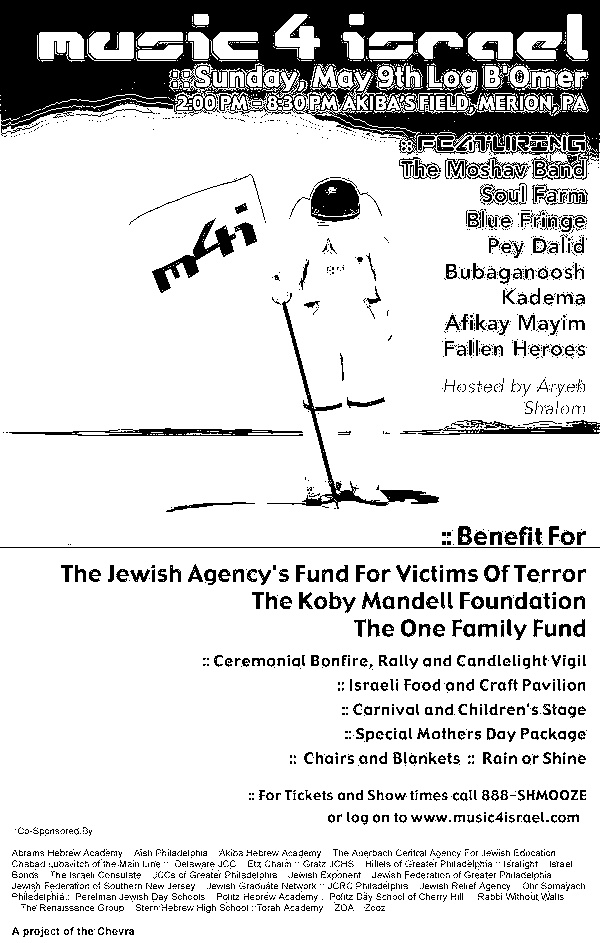 music 4 israel
::Sunday, May 9th Log B'Omer
2:00 PM - 8:30 PM AKIBA'S FIELD, MERION, PA
:: FEATURING
The Moshav Band
Soul Farm
Blue Fringe
m4i
Pey Dalid
Bubaganoosh
Kadema
Afikay Mayim
Fallen Heroes
Hosted by Aryeh
Shalom
:: Benefit For
The Jewish Agency's Fund For Victims Of Terror
The Koby Mandell Foundation
The One Family Fund
:: Ceremonial Bonfire, Rally and Candlelight Vigil
:: Israeli Food and Craft Pavilion
:: Carnival and Children's Stage
:: Special Mothers Day Package
:: Chairs and Blankets :: Rain or Shine
:: For Tickets and Show times call 888-SHMOOZE
or log on to www.music4israel.com
::Co-Sponsored By
Abrams Hebrew Academy :: Aish Philadelphia :: Akiba Hebrew Academy :: The Auerbach Central Agency For Jewish Education
Chabad Lubavitch of the Main Line :: Delaware JCC :: Etz Chaim :: Gratz JCHS :: Hillels of Greater Philadelphia :: Isralight :: Israel
Bonds :: The Israeli Consulate :: JCCs of Greater Philadelphia :: Jewish Exponent :: Jewish Federation of Greater Philadelphia
Jewish Federation of Southern New Jersey :: Jewish Graduate Network :: JCRC Philadelphia :: Jewish Relief Agency :: Ohr Somayach
Philadelphia :: Perelman Jewish Day Schools :: Politz Hebrew Academy :: Politz Day School of Cherry Hill :: Rabbi Without Walls
:: The Renaissance Group :: Stern Hebrew High School :: Torah Academy :: ZOA :: Zooz
A project of the Chevra